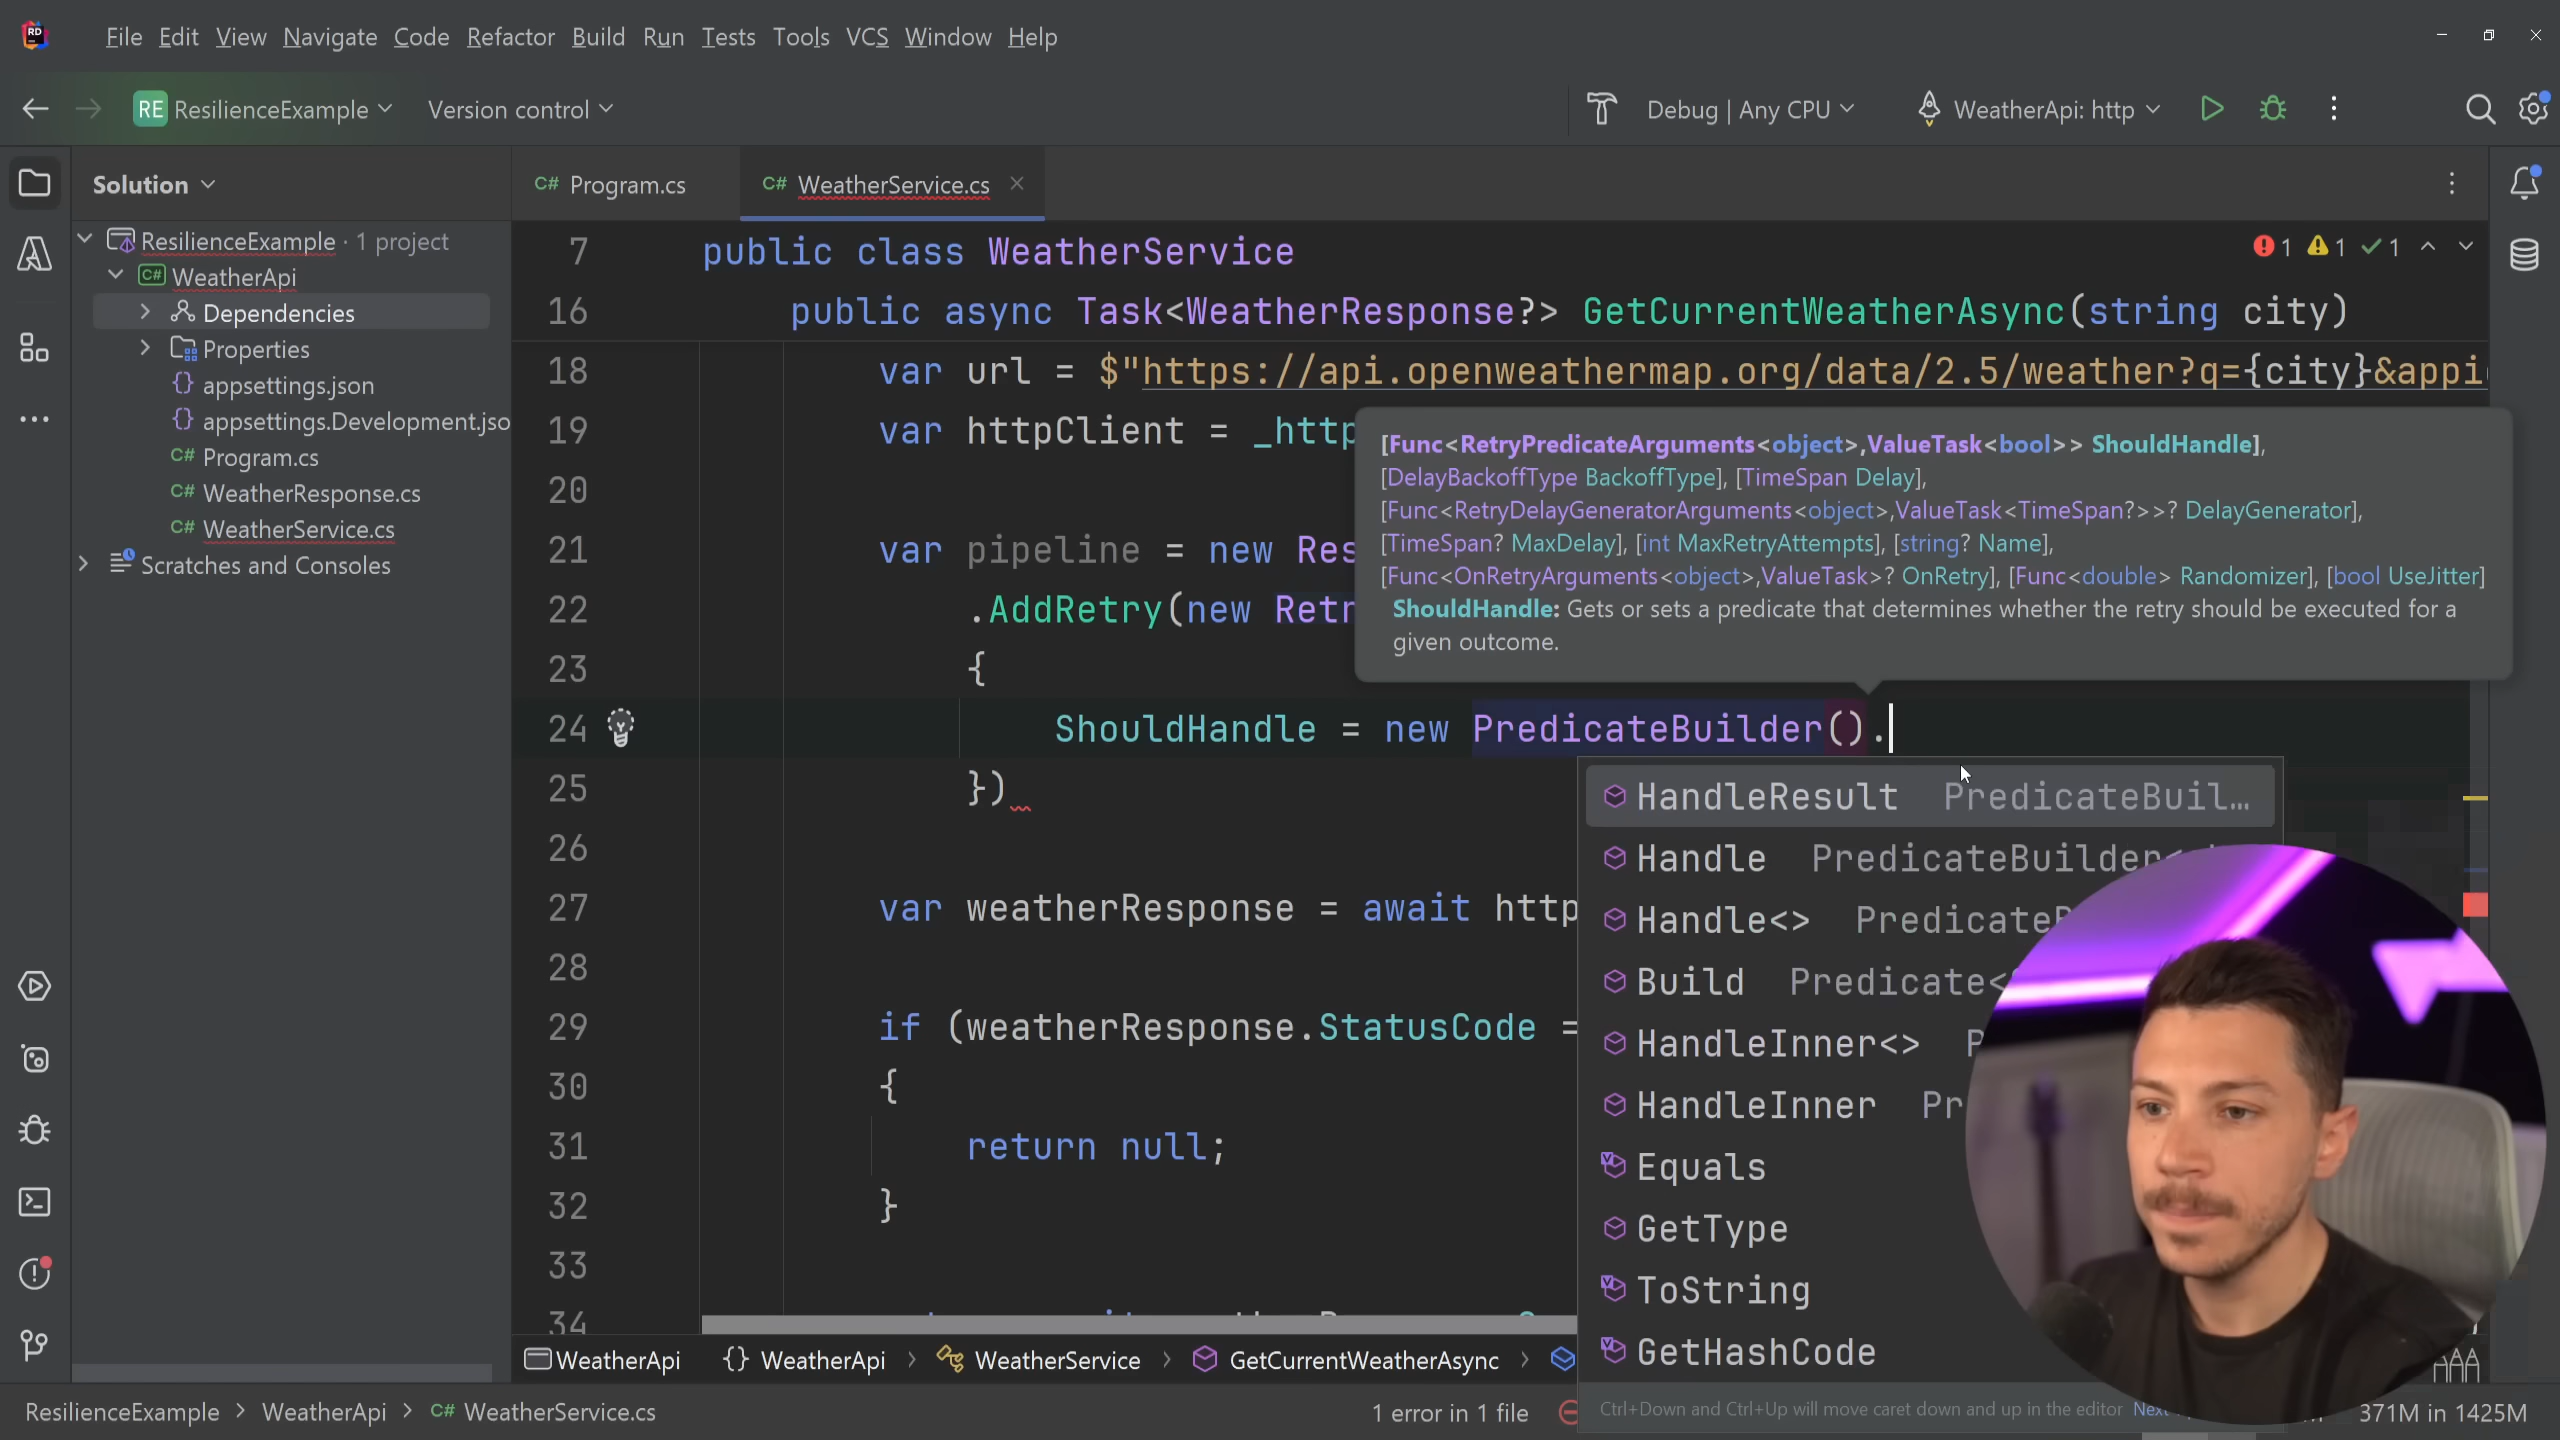 RD File Edit View Navigate Code Refactor Build Run Tests Tools VCS Window Help
RE ResilienceExample Version control Debug | Any CPU WeatherApi: http
Solution
C# Program.cs C# WeatherService.cs
ResilienceExample · 1 project
C# WeatherApi
Dependencies
Properties
{} appsettings.json
{} appsettings.Development.jso
C# Program.cs
C# WeatherResponse.cs
C# WeatherService.cs
Scratches and Consoles
7 public class WeatherService
1 1 1
16 public async Task<WeatherResponse?> GetCurrentWeatherAsync(string city)
18 var url = $"https://api.openweathermap.org/data/2.5/weather?q={city}&appi
19 var httpClient = _http
20
21 var pipeline = new Res
22 .AddRetry(new Retr
23 {
24 ShouldHandle = new PredicateBuilder().
25 })
26
27 var weatherResponse = await http
28
29 if (weatherResponse.StatusCode =
30 {
31 return null;
32 }
33
34
[Func<RetryPredicateArguments<object>,ValueTask<bool>> ShouldHandle],
[DelayBackoffType BackoffType], [TimeSpan Delay],
[Func<RetryDelayGeneratorArguments<object>,ValueTask<TimeSpan?>>? DelayGenerator],
[TimeSpan? MaxDelay], [int MaxRetryAttempts], [string? Name],
[Func<OnRetryArguments<object>,ValueTask>? OnRetry], [Func<double> Randomizer], [bool UseJitter]
ShouldHandle: Gets or sets a predicate that determines whether the retry should be executed for a
given outcome.
HandleResult PredicateBuil…
Handle PredicateBuilder<
Handle<> PredicateB
Build Predicate<
HandleInner<> P
HandleInner Pr
Equals
GetType
ToString
GetHashCode
Ctrl+Down and Ctrl+Up will move caret down and up in the editor Next
WeatherApi {} WeatherApi WeatherService GetCurrentWeatherAsync
ResilienceExample WeatherApi C# WeatherService.cs 1 error in 1 file 371M in 1425M